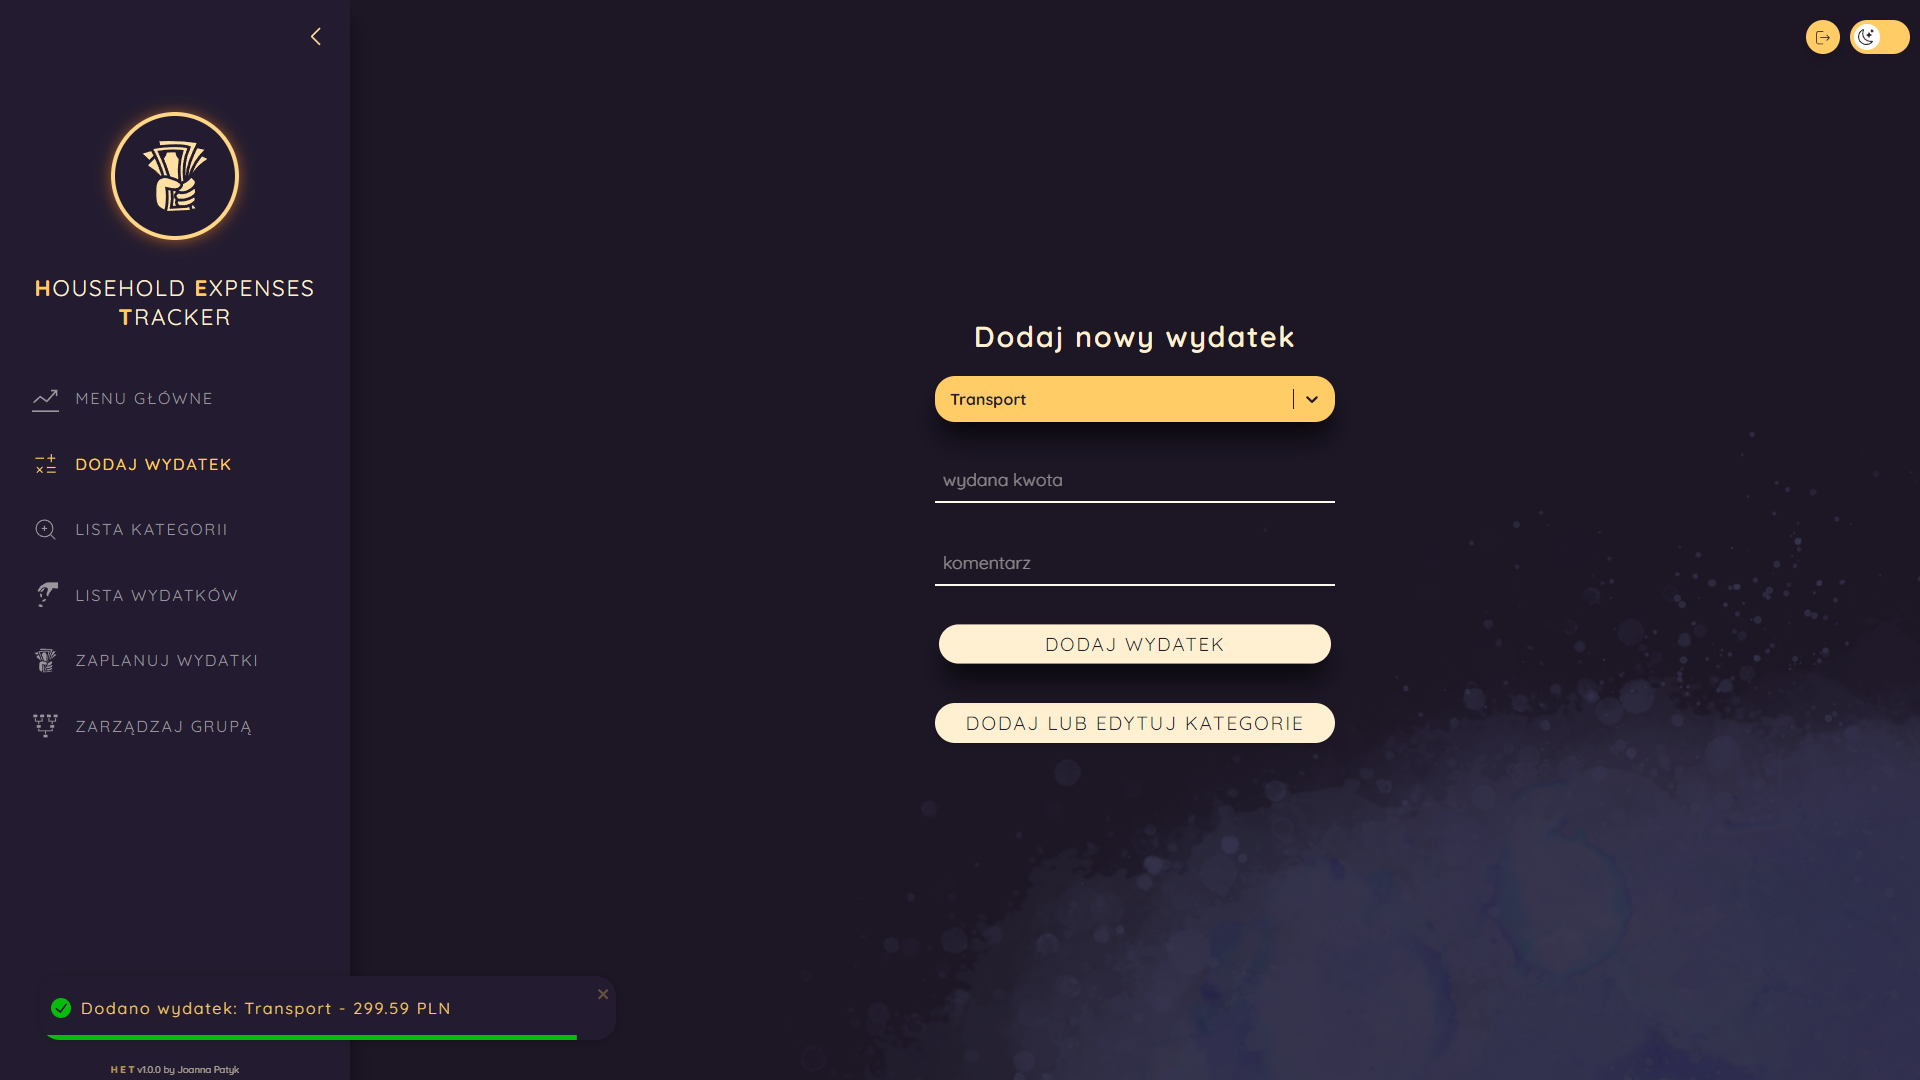 HOUSEHOLD EXPENSES
TRACKER
MENU GŁÓWNE
DODAJ WYDATEK
LISTA KATEGORII
LISTA WYDATKÓW
ZAPLANUJ WYDATKI
ZARZĄDZAJ GRUPĄ
Dodaj nowy wydatek
Transport
wydana kwota
komentarz
DODAJ WYDATEK
DODAJ LUB EDYTUJ KATEGORIE
Dodano wydatek: Transport - 299.59 PLN
H E T v1.0.0 by Joanna Patyk